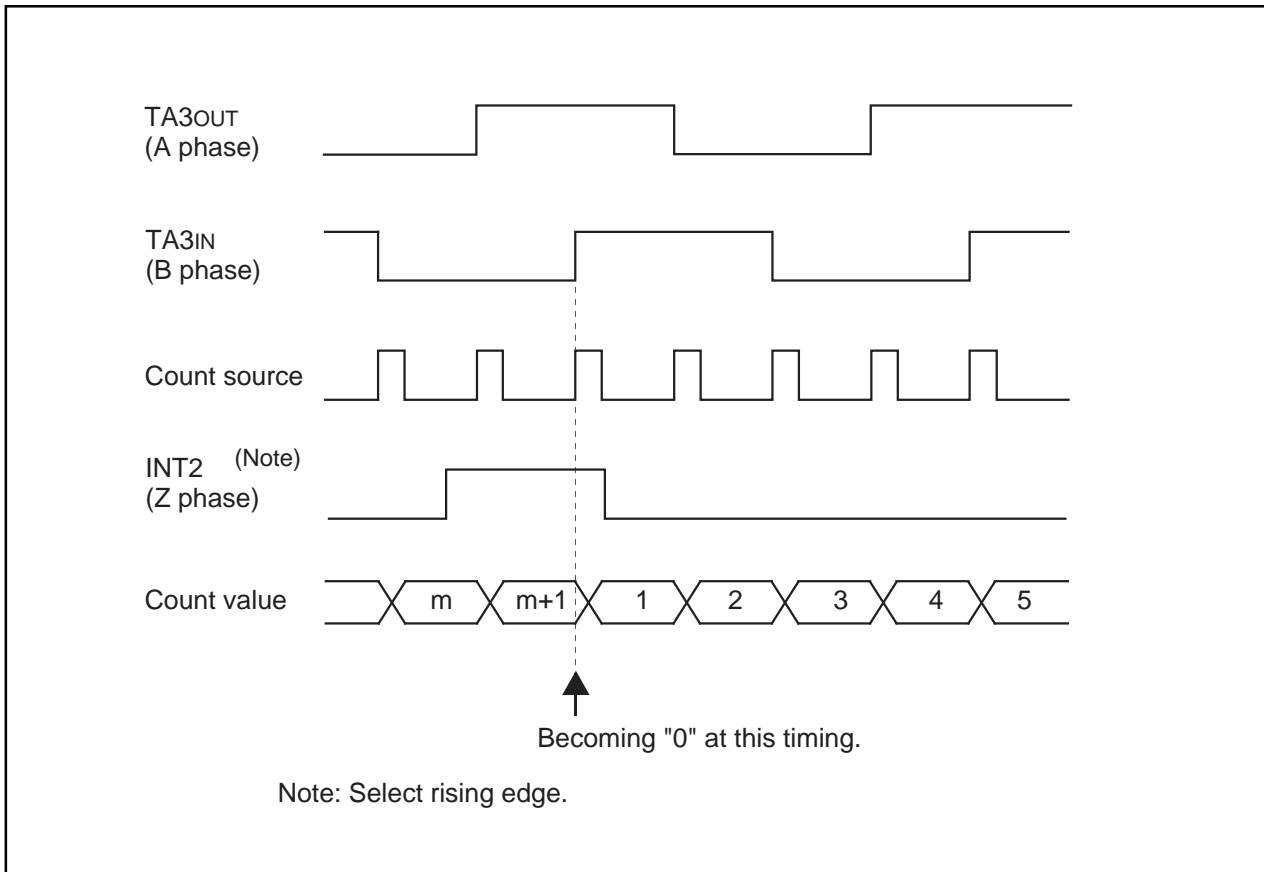 TA3OUT
(A phase)
TA3IN
(B phase)
Count source
INT2 (Note)
(Z phase)
Count value m m+1 1 2 3 4 5
Becoming "0" at this timing.
Note: Select rising edge.